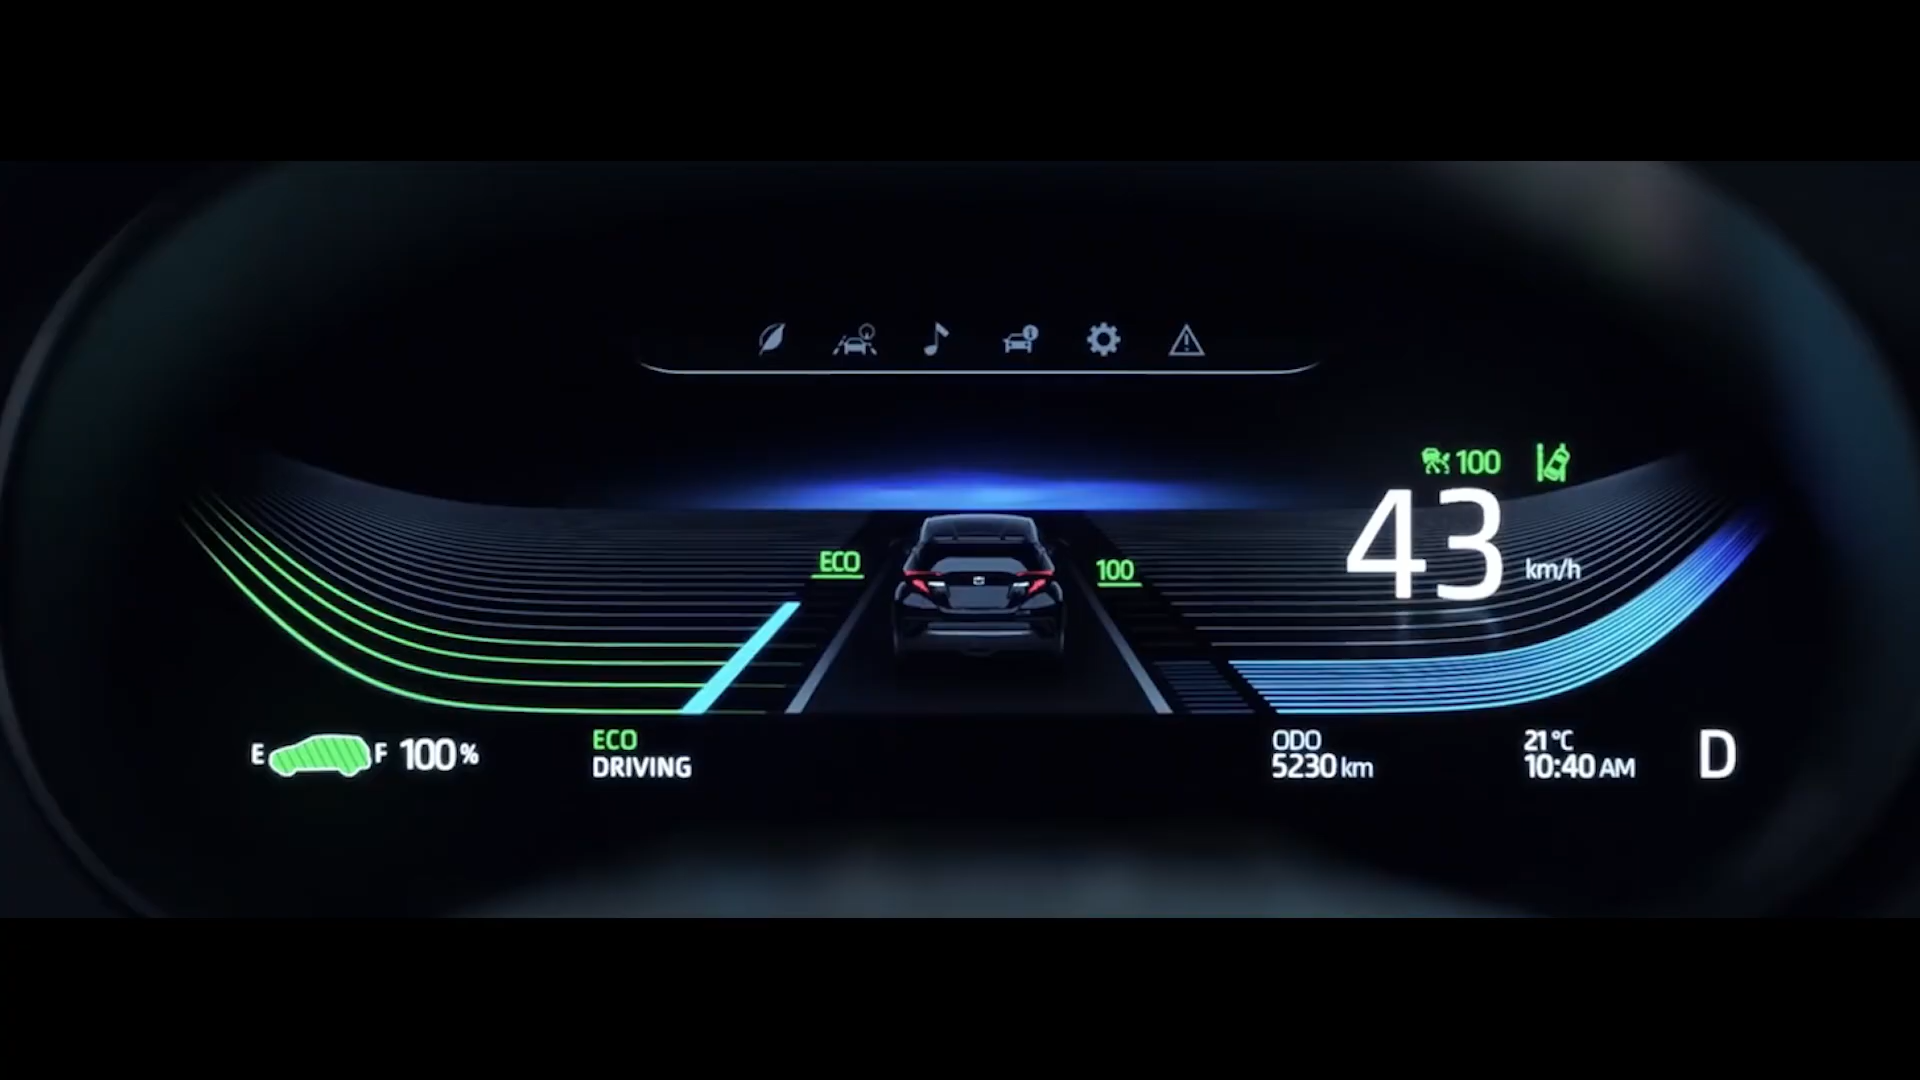 100
43 km/h
ECO
100
E F 100%
ECO
DRIVING
ODO
5230 km
21°C
10:40 AM
D